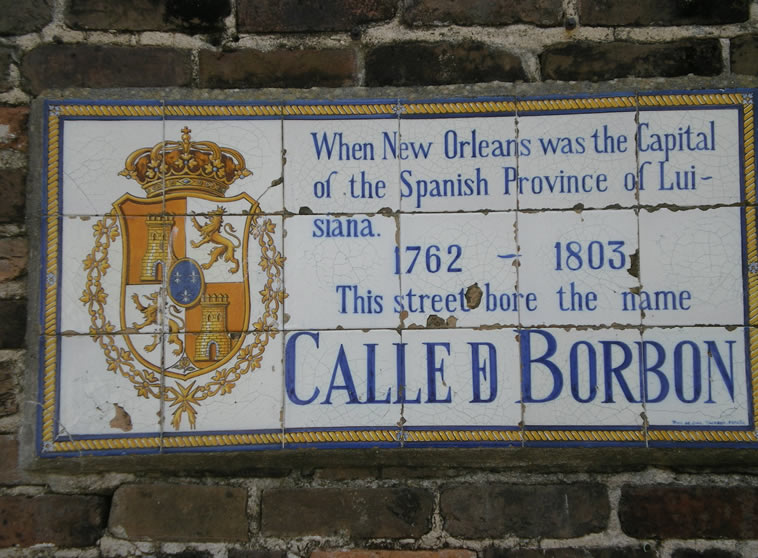 When New Orleans was the Capital
of the Spanish Province of Lui-
siana.
1762 - 1803
This street bore the name
CALLE D BORBON